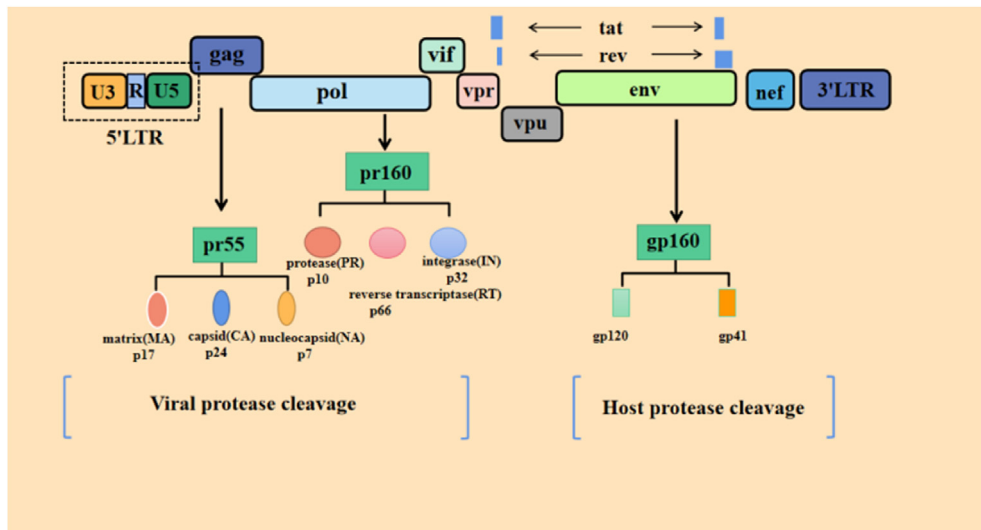 tat
rev
gag
vif
U3 R U5
pol
vpr
env
nef
3'LTR
vpu
5'LTR
pr160
pr55
gp160
protease(PR)
p10
integrase(IN)
p32
reverse transcriptase(RT)
p66
matrix(MA)
p17
capsid(CA)
p24
nucleocapsid(NA)
p7
gp120
gp41
Viral protease cleavage
Host protease cleavage